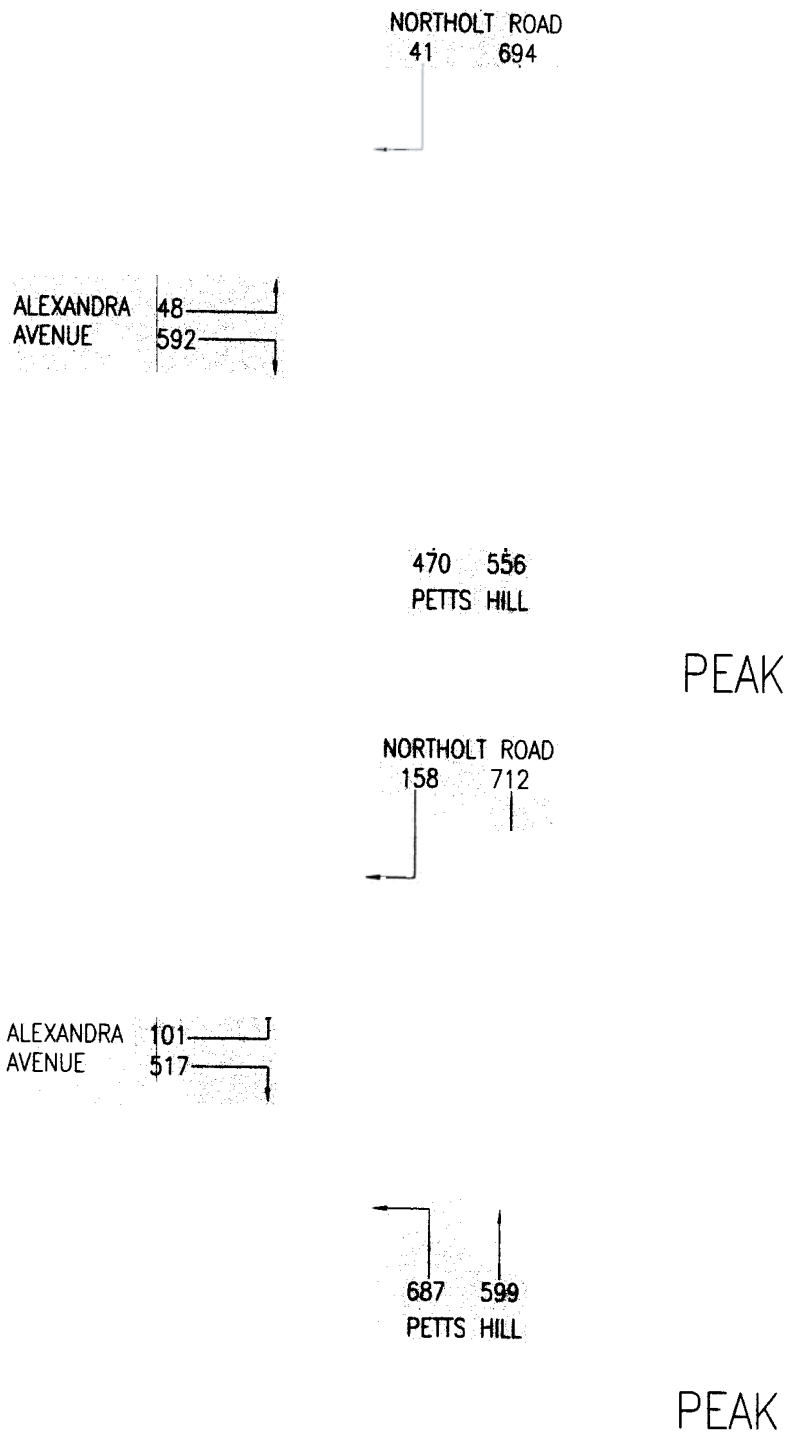 NORTHOLT ROAD
41 694
ALEXANDRA 48
AVENUE 592
470 556
PETTS HILL
PEAK
NORTHOLT ROAD
158 712
ALEXANDRA 101
AVENUE 517
687 599
PETTS HILL
PEAK